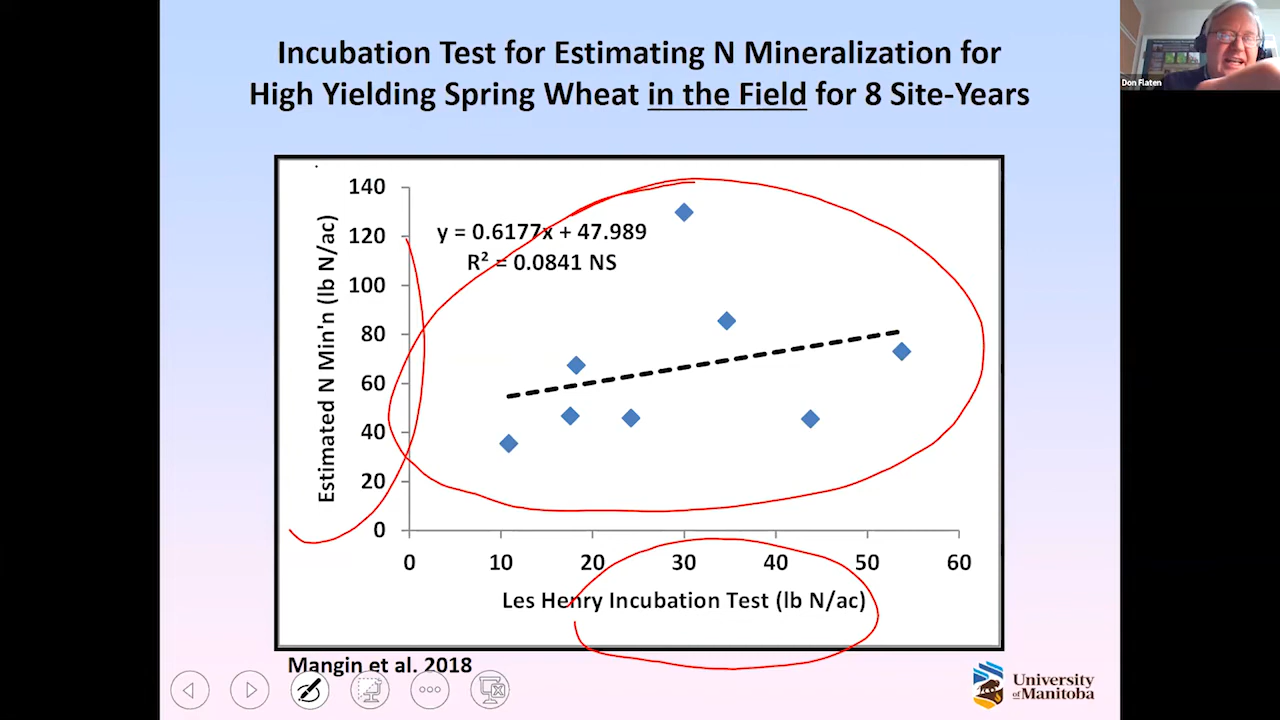 Incubation Test for Estimating N Mineralization for
High Yielding Spring Wheat in the Field for 8 Site-Years
Don Flaten
140
120
100
80
60
40
20
0
Estimated N Min'n (lb N/ac)
y = 0.6177x + 47.989
R² = 0.0841 NS
0 10 20 30 40 50 60
Les Henry Incubation Test (lb N/ac)
Mangin et al. 2018
University
of Manitoba